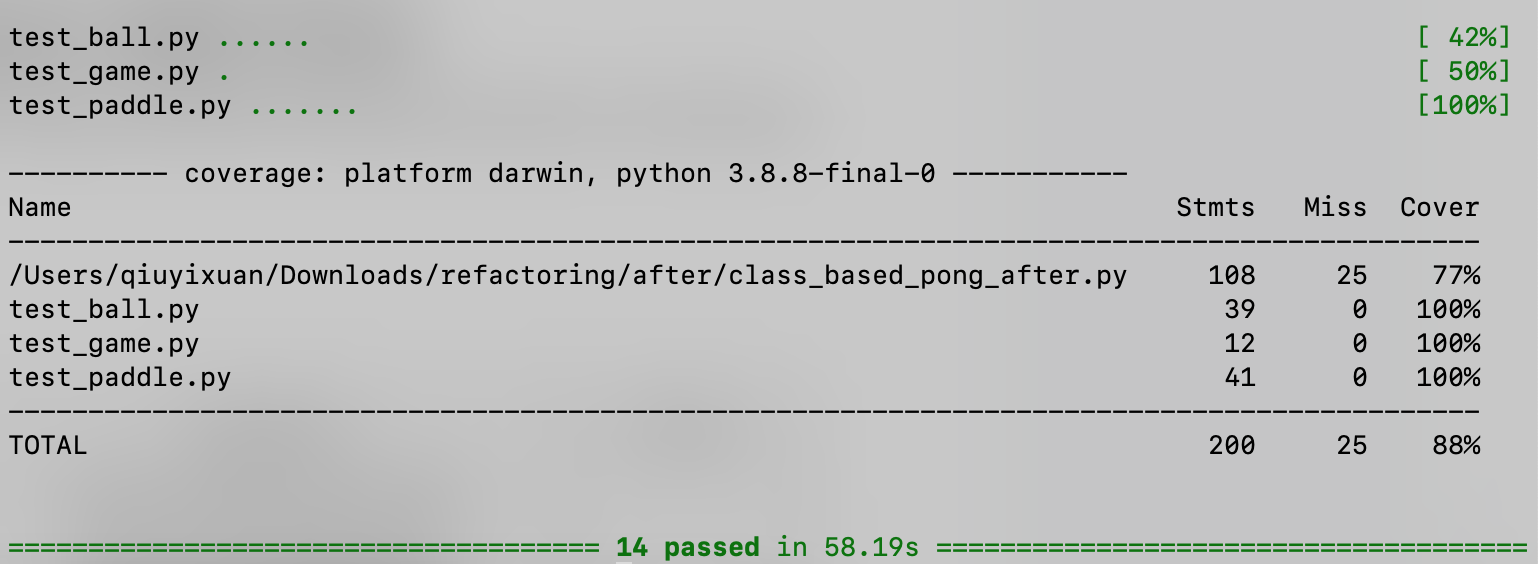 test_ball.py ...... [ 42%]
test_game.py . [ 50%]
test_paddle.py ....... [100%]
---------- coverage: platform darwin, python 3.8.8-final-0 -----------
Name Stmts Miss Cover
--------------------------------------------------------------------------------------------
/Users/qiuyixuan/Downloads/refactoring/after/class_based_pong_after.py 108 25 77%
test_ball.py 39 0 100%
test_game.py 12 0 100%
test_paddle.py 41 0 100%
--------------------------------------------------------------------------------------------
TOTAL 200 25 88%
===================================== 14 passed in 58.19s =====================================